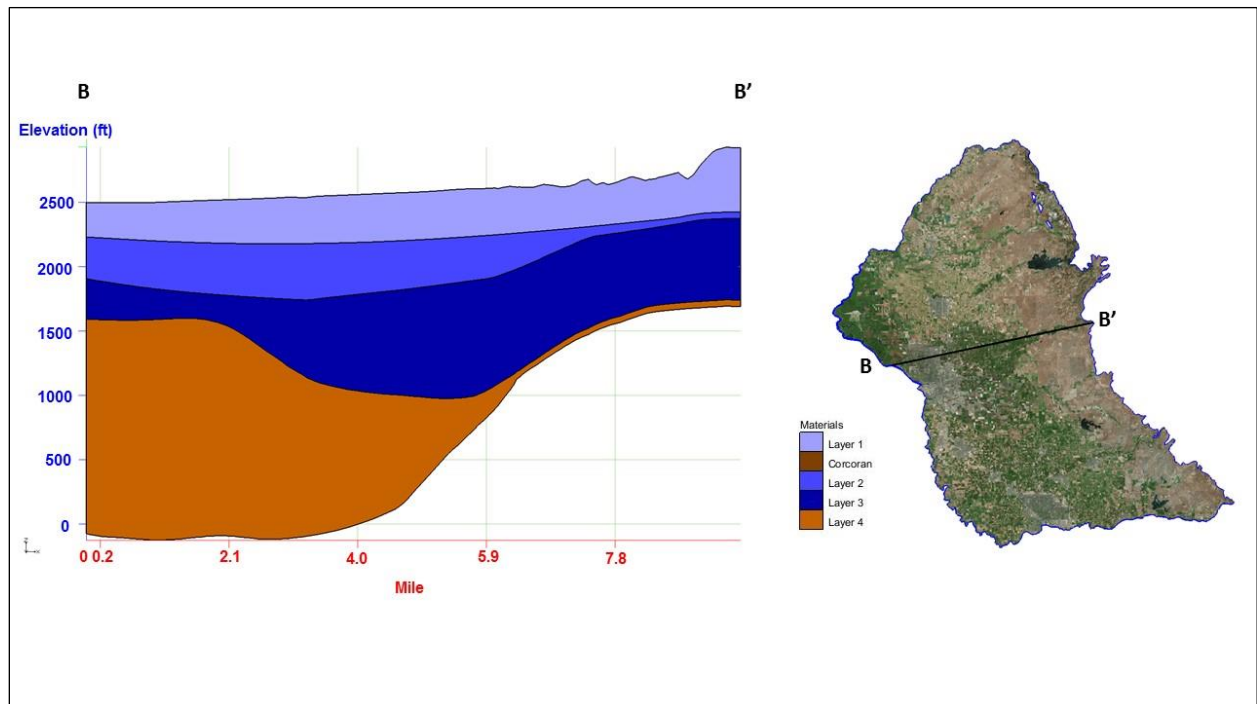 B
B’
Elevation (ft)
2500
2000
1500
1000
500
0
0 0.2 2.1 4.0 5.9 7.8
Mile
B
B’
Materials
Layer 1
Corcoran
Layer 2
Layer 3
Layer 4